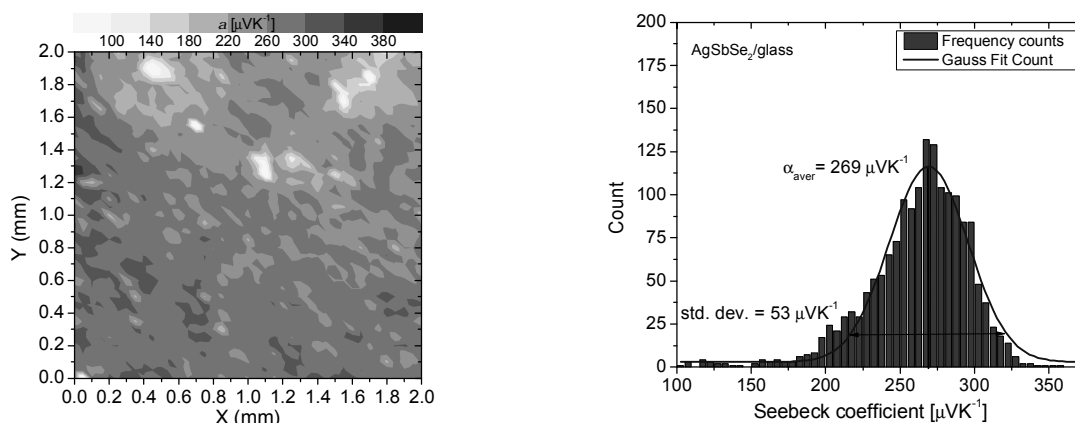 a [μVK⁻¹]
100 140 180 220 260 300 340 380
2.0
1.8
1.6
1.4
1.2
1.0
0.8
0.6
0.4
0.2
0.0
0.0 0.2 0.4 0.6 0.8 1.0 1.2 1.4 1.6 1.8 2.0
Y (mm)
X (mm)
200
175
150
125
100
75
50
25
0
100 200 250 300 350
Count
Seebeck coefficient [μVK⁻¹]
AgSbSe₂/glass
Frequency counts
Gauss Fit Count
α_aver = 269 μVK⁻¹
std. dev. = 53 μVK⁻¹